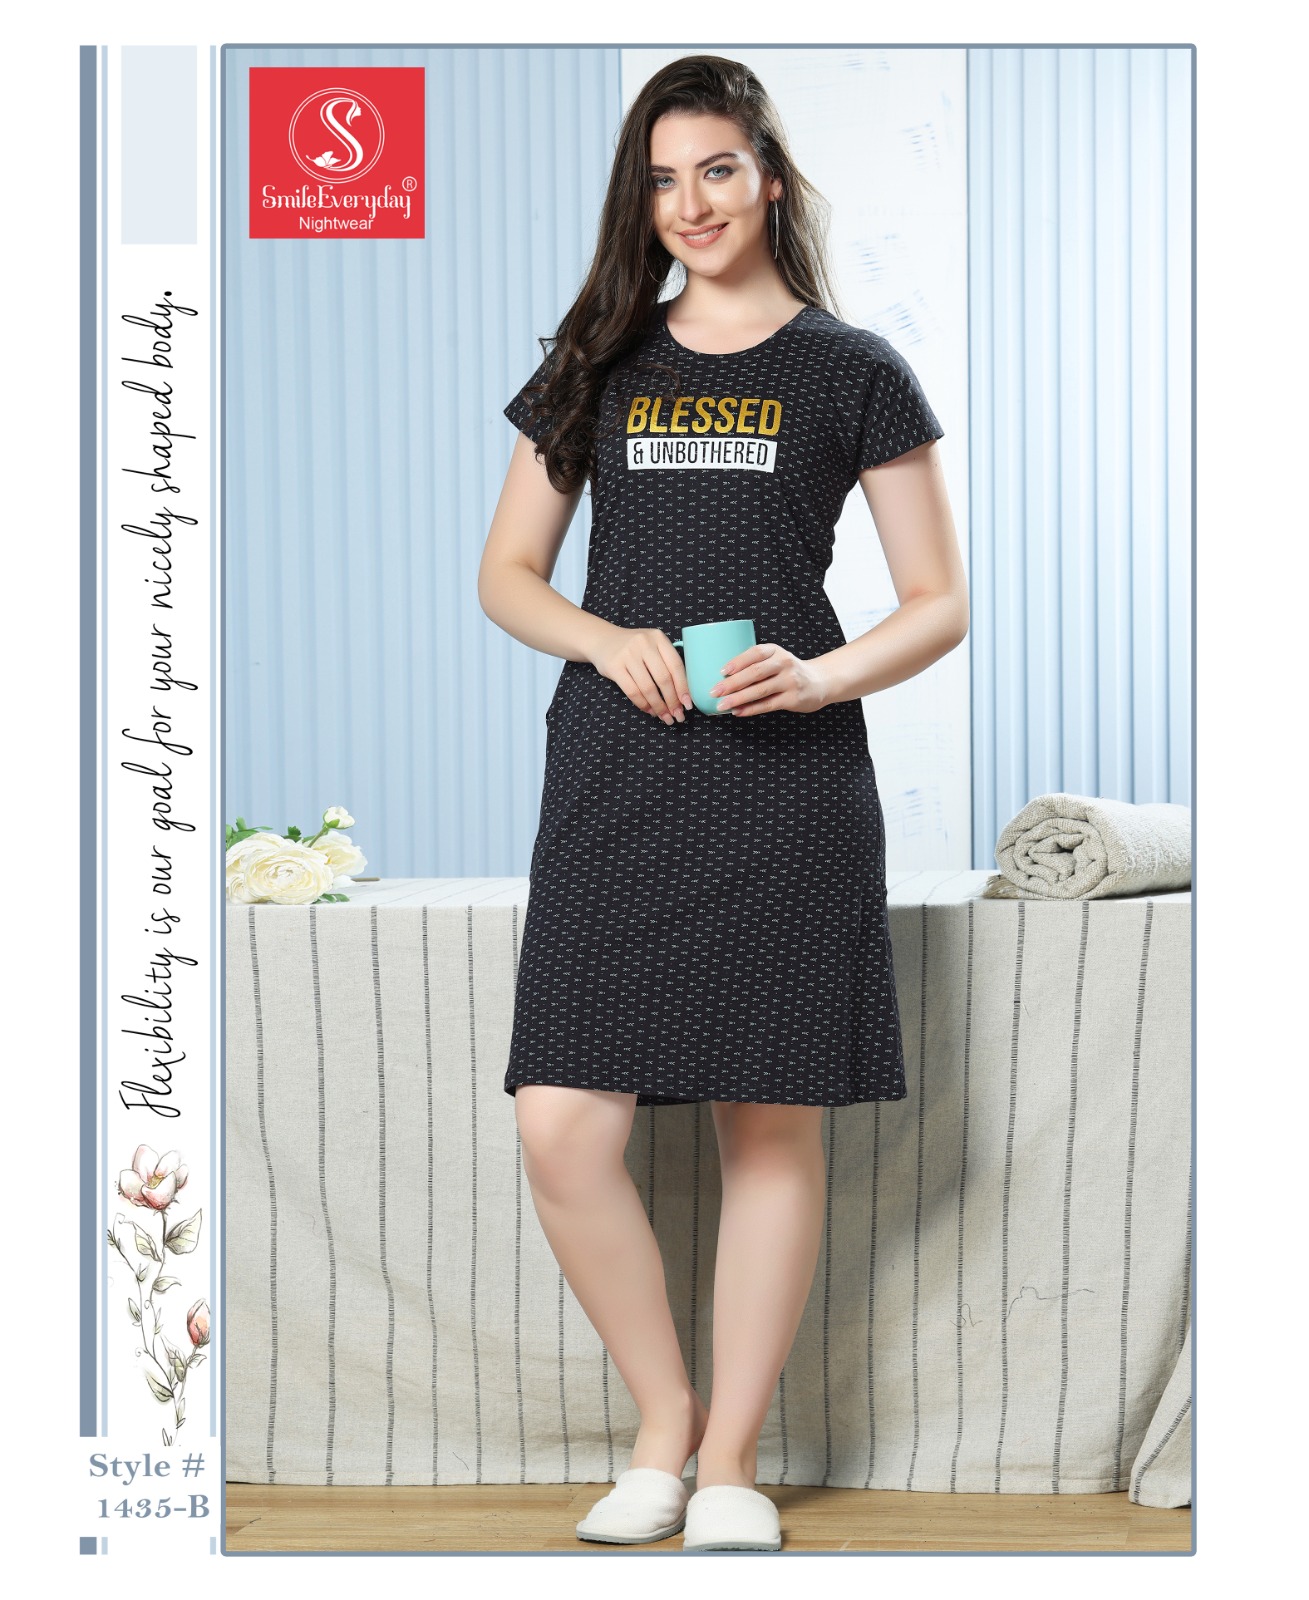 S
SmileEveryday®
Nightwear
BLESSED
& UNBOTHERED
Flexibility is our goal for your nicely shaped body.
Style #
1435-B